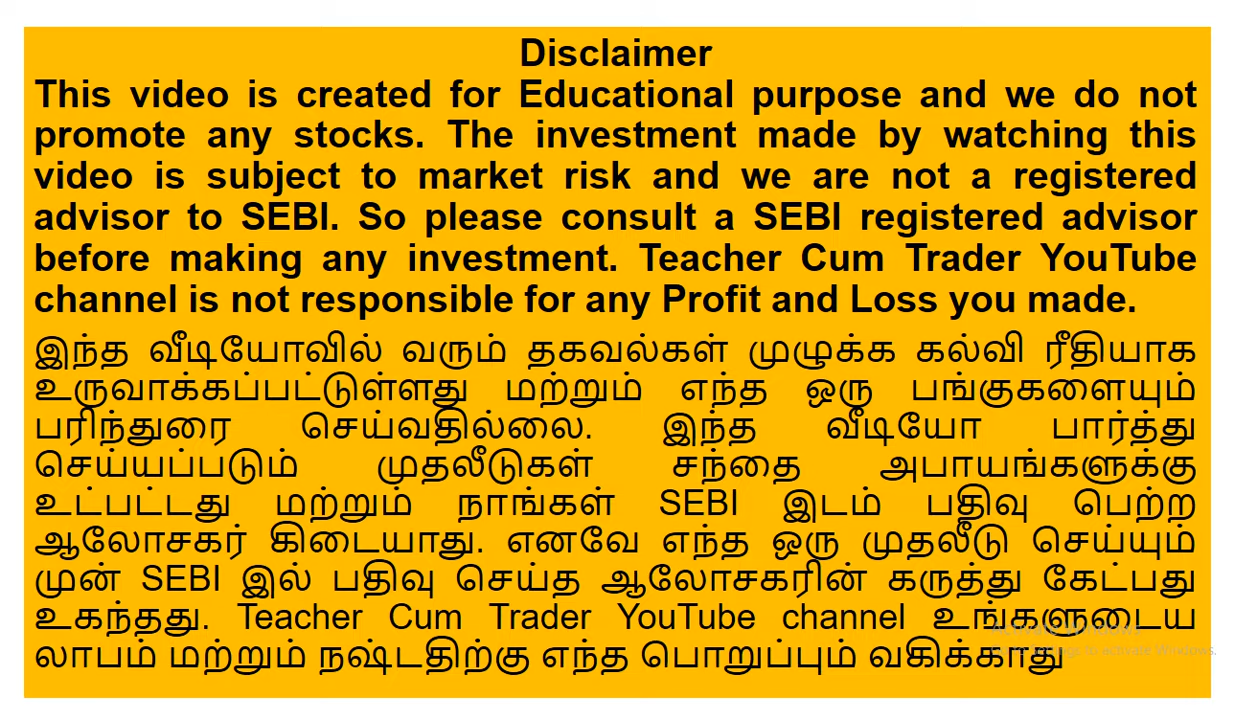 Disclaimer
This video is created for Educational purpose and we do not
promote any stocks. The investment made by watching this
video is subject to market risk and we are not a registered
advisor to SEBI. So please consult a SEBI registered advisor
before making any investment. Teacher Cum Trader YouTube
channel is not responsible for any Profit and Loss you made.
இந்த வீடியோவில் வரும் தகவல்கள் முழுக்க கல்வி ரீதியாக
உருவாக்கப்பட்டுள்ளது மற்றும் எந்த ஒரு பங்குகளையும்
பரிந்துரை செய்வதில்லை. இந்த வீடியோ பார்த்து
செய்யப்படும் முதலீடுகள் சந்தை அபாயங்களுக்கு
உட்பட்டது மற்றும் நாங்கள் SEBI இடம் பதிவு பெற்ற
ஆலோசகர் கிடையாது. எனவே எந்த ஒரு முதலீடு செய்யும்
முன் SEBI இல் பதிவு செய்த ஆலோசகரின் கருத்து கேட்பது
உகந்தது. Teacher Cum Trader YouTube channel உங்களுடைய
லாபம் மற்றும் நஷ்டதிற்கு எந்த பொறுப்பும் வகிக்காது
Activate Windows
to activate Windows.